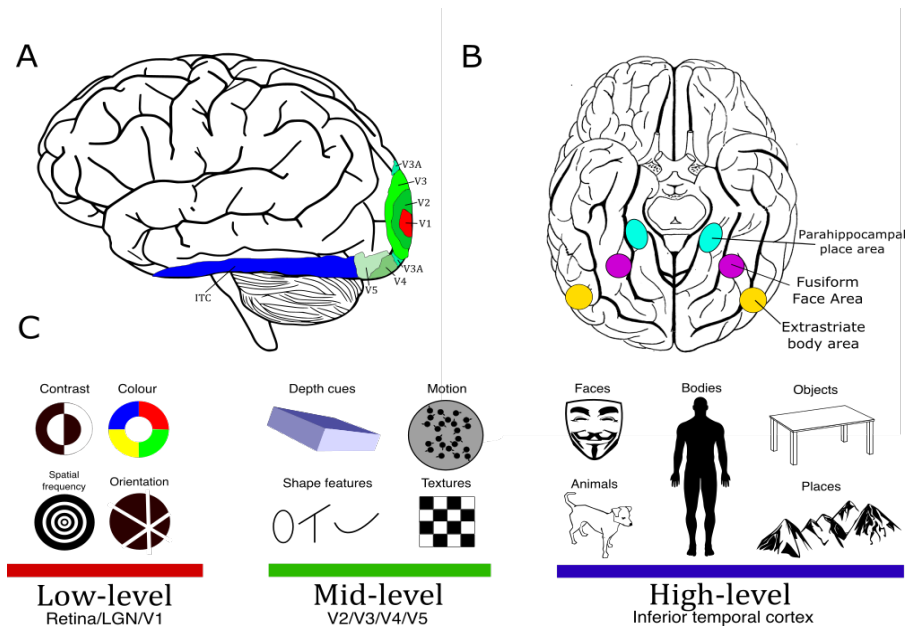 A
V3A
V3
V2
V1
V3A
V4
V5
ITC
B
Parahippocampal
place area
Fusiform
Face Area
Extrastriate
body area
C
Contrast
Colour
Spatial
frequency
Orientation
Low-level
Retina/LGN/V1
Depth cues
Motion
Shape features
Textures
Mid-level
V2/V3/V4/V5
Faces
Bodies
Objects
Animals
Places
High-level
Inferior temporal cortex